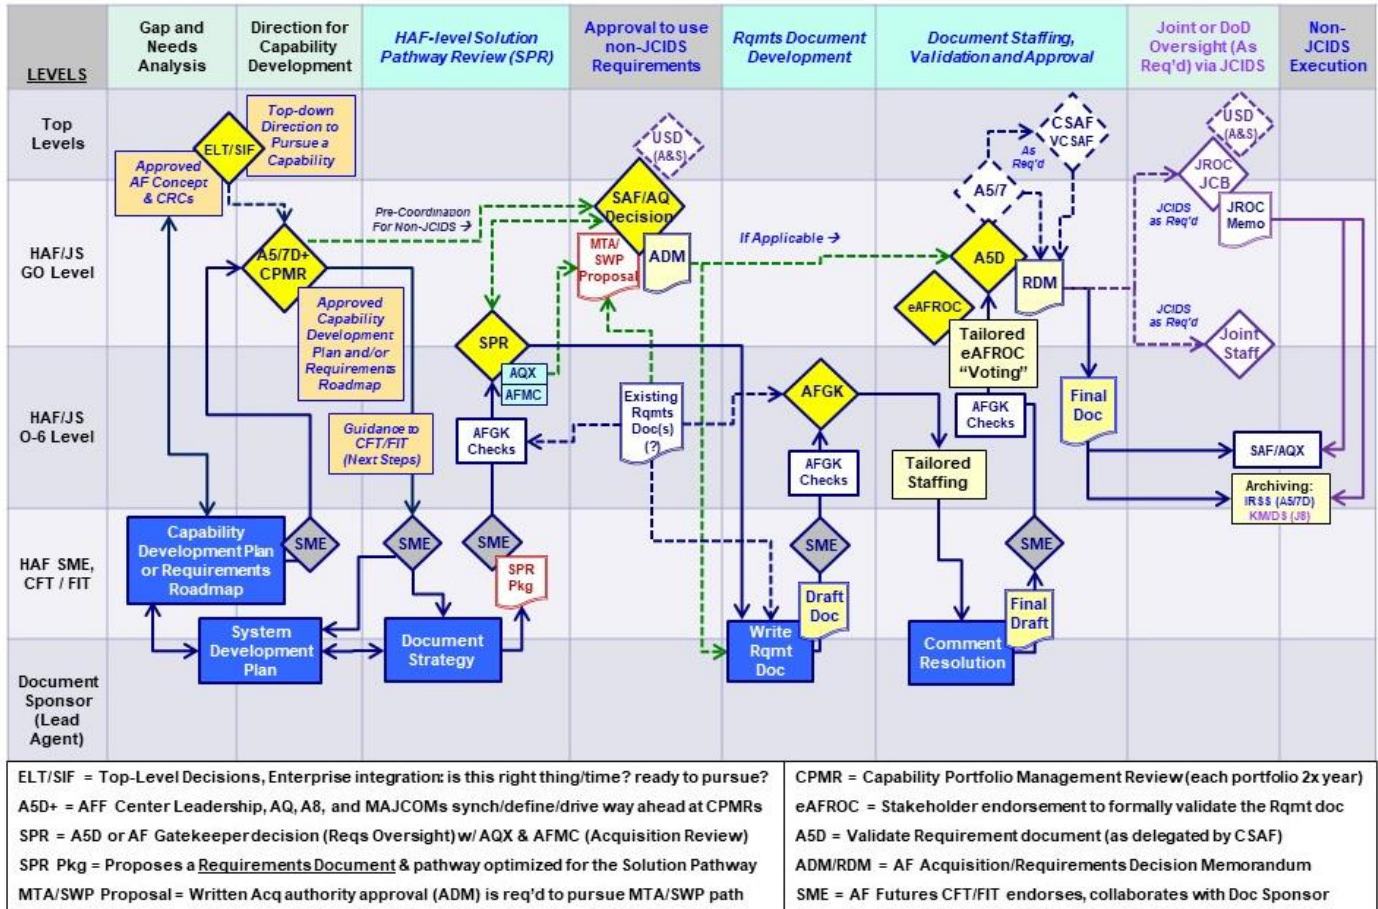 LEVELS
Gap and
Needs
Analysis
Direction for
Capability
Development
HAF-level Solution
Pathway Review (SPR)
Approval to use
non-JCIDS
Requirements
Rqmts Document
Development
Document Staffing,
Validation and Approval
Joint or DoD
Oversight (As
Req'd) via JCIDS
Non-
JCIDS
Execution
Top
Levels
ELT/SIF
Top-down
Direction to
Pursue a
Capability
Approved
AF Concept
& CRCs
USD
(A&S)
CSAF
VCSAF
As
Req'd
USD
(A&S)
HAF/JS
GO Level
A5/7D+
CPMR
Pre-Coordination
For Non-JCIDS →
SAF/AQ
Decision
MTA/
SWP
Proposal
ADM
If Applicable →
A5/7
A5D
RDM
eAFROC
Tailored
eAFROC
“Voting”
JROC
JCB
JCIDS
as Req'd
JROC
Memo
JCIDS
as Req'd
Joint
Staff
Approved
Capability
Development
Plan and/or
Requirements
Roadmap
SPR
AQX
AFMC
HAF/JS
O-6 Level
Guidance to
CFT/FIT
(Next Steps)
AFGK
Checks
Existing
Rqmts
Doc(s)
(?)
AFGK
AFGK
Checks
Tailored
Staffing
AFGK
Checks
Final
Doc
SAF/AQX
Archiving:
IRSS (A5/7D)
KM/DS (J8)
HAF SME,
CFT / FIT
Capability
Development Plan
or Requirements
Roadmap
SME
SME
SME
SPR
Pkg
SME
Draft
Doc
SME
Final
Draft
Document
Sponsor
(Lead
Agent)
System
Development
Plan
Document
Strategy
Write
Rqmt
Doc
Comment
Resolution
ELT/SIF = Top-Level Decisions, Enterprise integration: is this right thing/time? ready to pursue?
A5D+ = AFF Center Leadership, AQ, A8, and MAJCOMs synch/define/drive way ahead at CPMRs
SPR = A5D or AF Gatekeeper decision (Reqs Oversight) w/ AQX & AFMC (Acquisition Review)
SPR Pkg = Proposes a Requirements Document & pathway optimized for the Solution Pathway
MTA/SWP Proposal = Written Acq authority approval (ADM) is req'd to pursue MTA/SWP path
CPMR = Capability Portfolio Management Review (each portfolio 2x year)
eAFROC = Stakeholder endorsement to formally validate the Rqmt doc
A5D = Validate Requirement document (as delegated by CSAF)
ADM/RDM = AF Acquisition/Requirements Decision Memorandum
SME = AF Futures CFT/FIT endorses, collaborates with Doc Sponsor